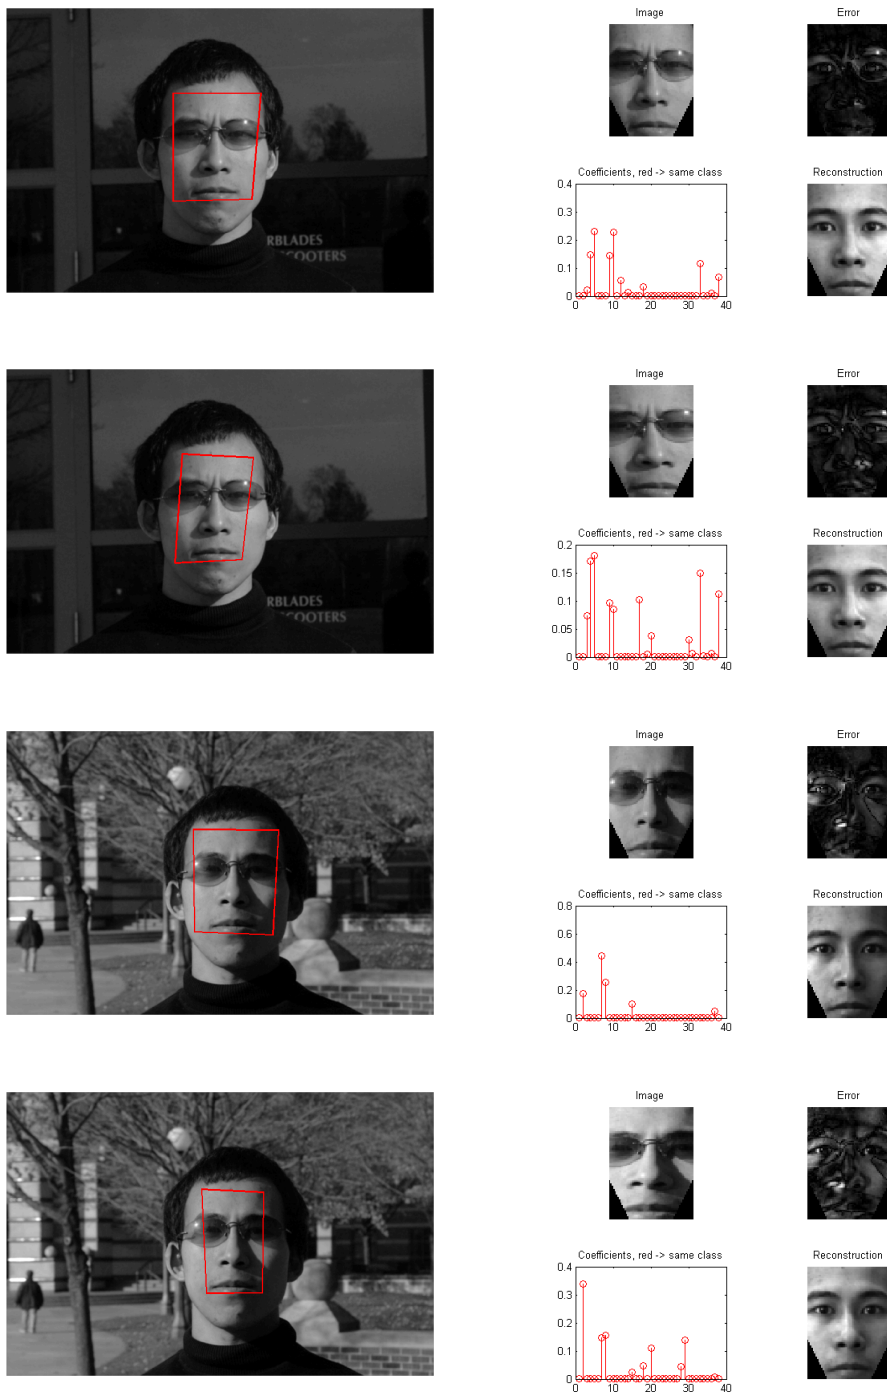 Image Error
RBLADES
COOTERS
Coefficients, red -> same class Reconstruction
0.4
0.3
0.2
0.1
0
0 10 20 30 40
Image Error
RBLADES
COOTERS
Coefficients, red -> same class Reconstruction
0.2
0.15
0.1
0.05
0
0 10 20 30 40
Image Error
Coefficients, red -> same class Reconstruction
0.8
0.6
0.4
0.2
0
0 10 20 30 40
Image Error
Coefficients, red -> same class Reconstruction
0.4
0.3
0.2
0.1
0
0 10 20 30 40